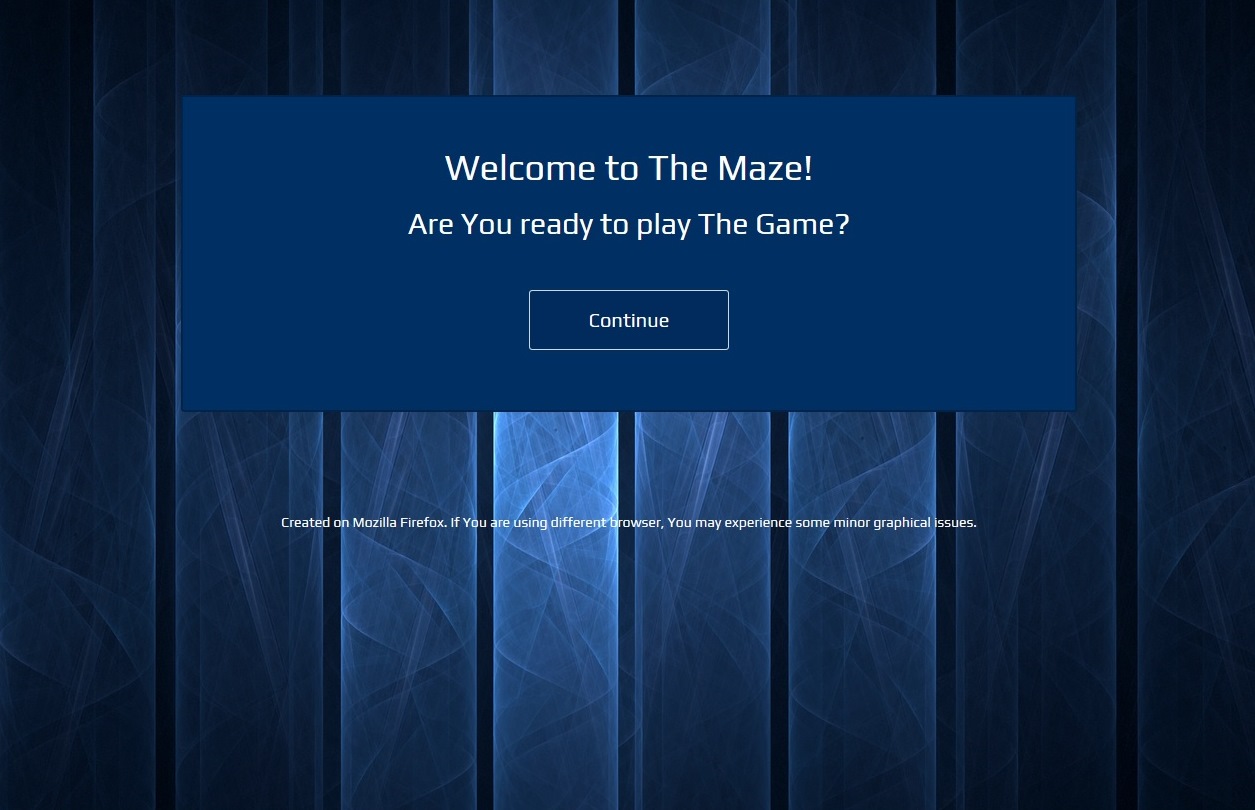 Welcome to The Maze!
Are You ready to play The Game?
Continue
Created on Mozilla Firefox. If You are using different browser, You may experience some minor graphical issues.